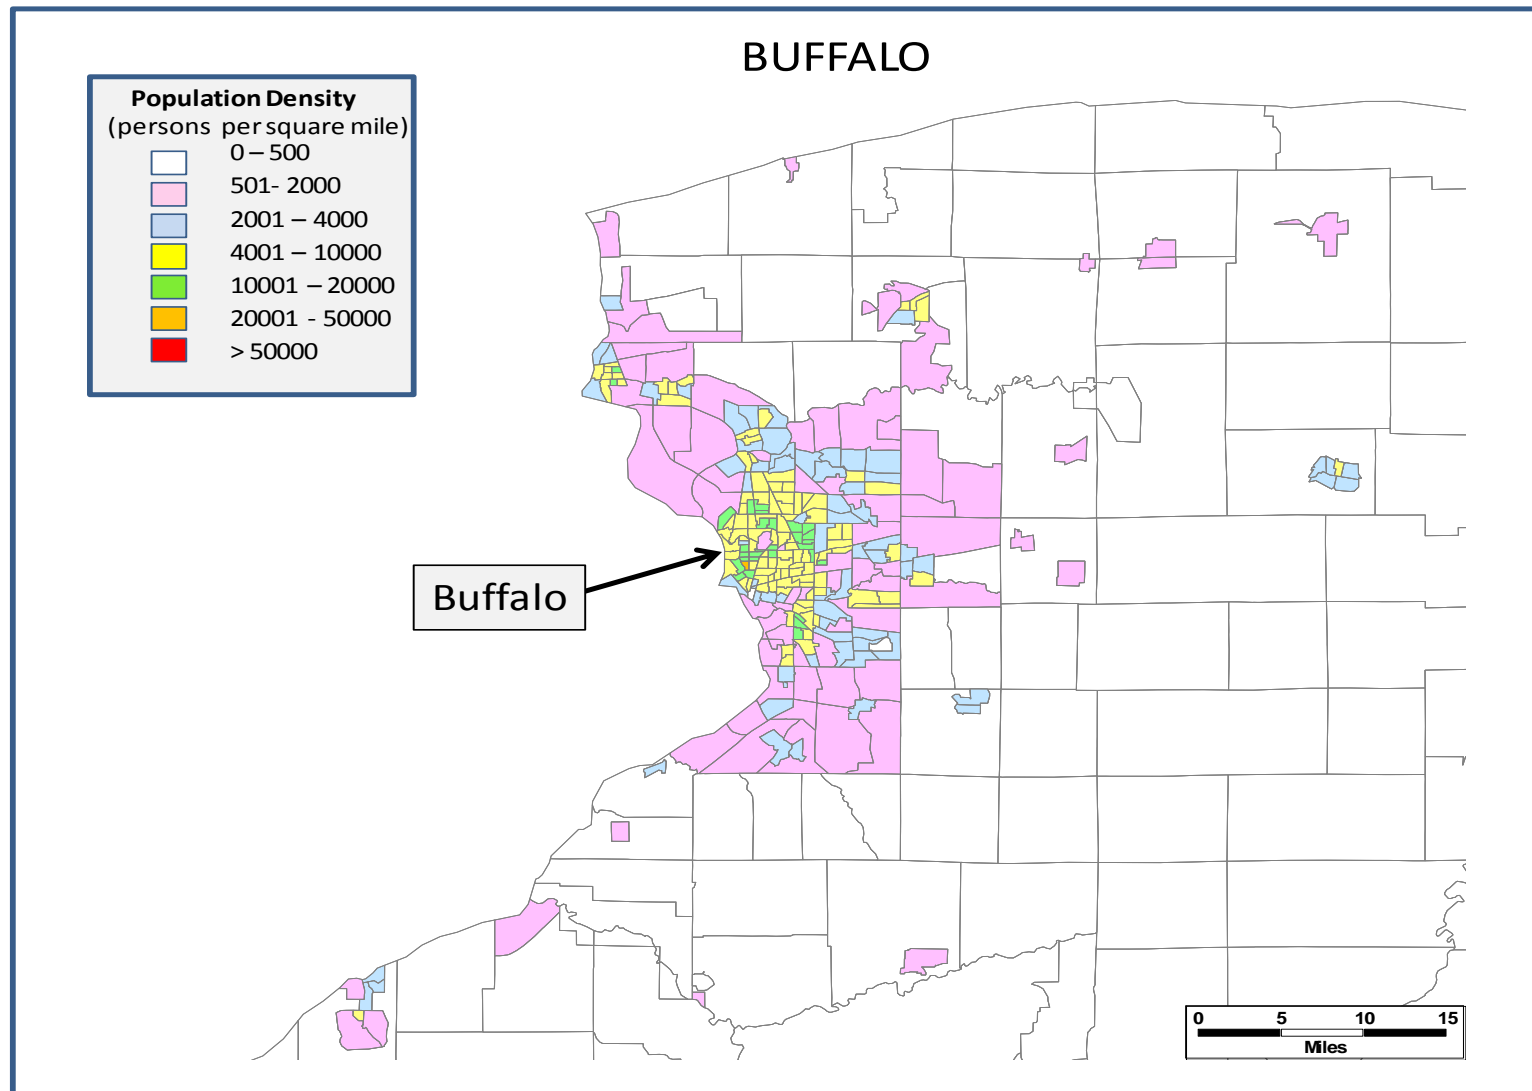 BUFFALO
Population Density
(persons per square mile)
0 – 500
501- 2000
2001 – 4000
4001 – 10000
10001 – 20000
20001 - 50000
> 50000
Buffalo
0 5 10 15
Miles